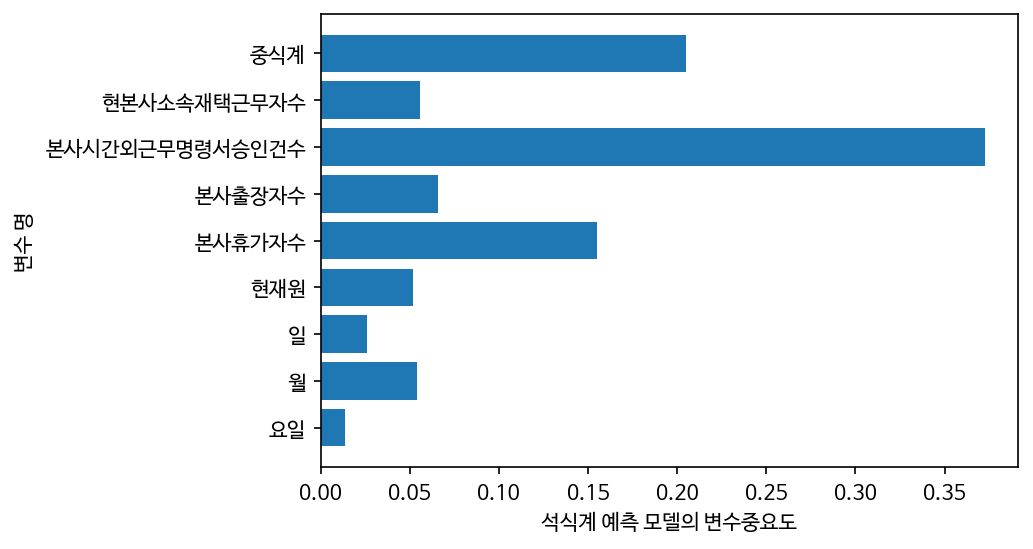 중식계
현본사소속재택근무자수
본사시간외근무명령서승인건수
본사출장자수
본사휴가자수
현재원
일
월
요일
변수 명
0.00 0.05 0.10 0.15 0.20 0.25 0.30 0.35
석식계 예측 모델의 변수중요도